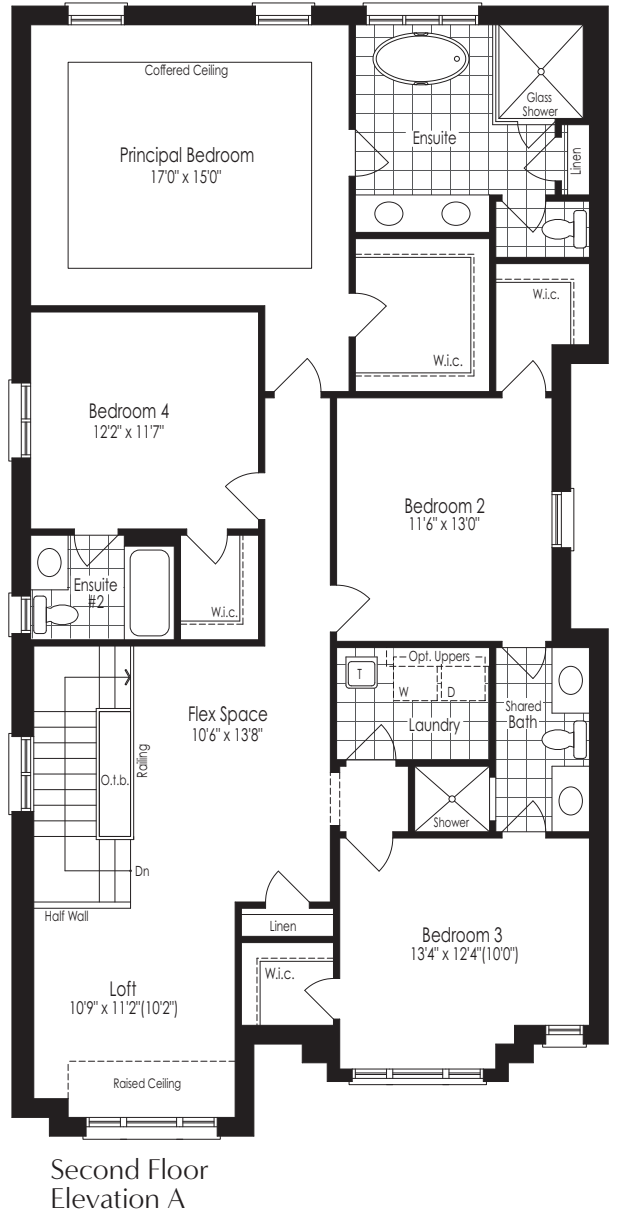 Coffered Ceiling
Principal Bedroom
17'0" x 15'0"
Ensuite
Glass
Shower
Linen
W.i.c.
W.i.c.
Bedroom 4
12'2" x 11'7"
Bedroom 2
11'6" x 13'0"
Ensuite
#2
W.i.c.
Opt. Uppers
T
W
D
Laundry
Shared
Bath
Flex Space
10'6" x 13'8"
Railing
O.t.b.
Shower
Dn
Half Wall
Linen
Bedroom 3
13'4" x 12'4"(10'0")
W.i.c.
Loft
10'9" x 11'2"(10'2")
Raised Ceiling
Second Floor
Elevation A